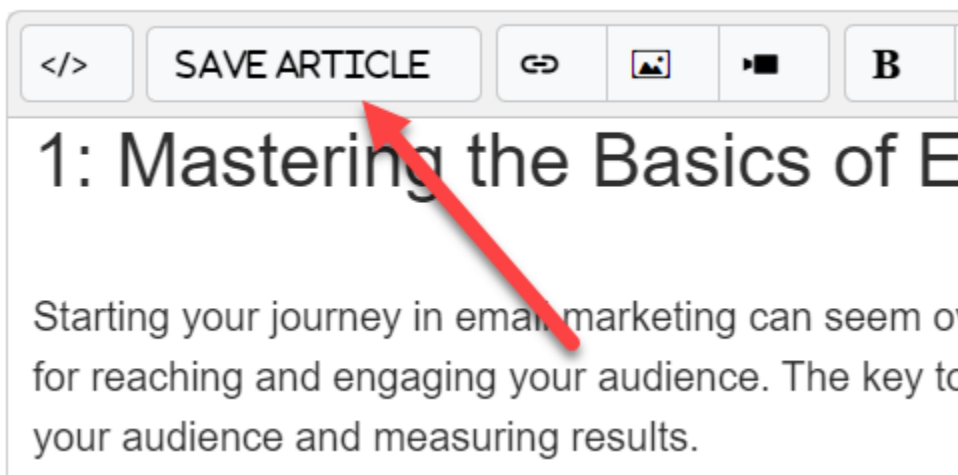 </> SAVE ARTICLE B
1: Mastering the Basics of E
Starting your journey in email marketing can seem ov
for reaching and engaging your audience. The key to
your audience and measuring results.